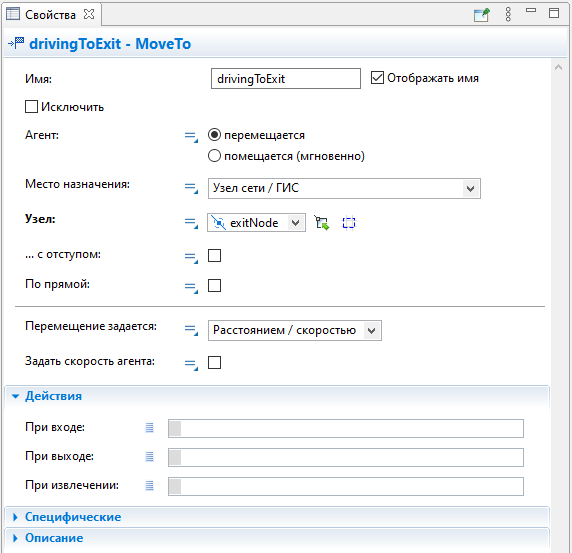 Свойства
drivingToExit - MoveTo
Имя: drivingToExit Отображать имя
Исключить
Агент: перемещается
помещается (мгновенно)
Место назначения: Узел сети / ГИС
Узел: exitNode
... с отступом:
По прямой:
Перемещение задается: Расстоянием / скоростью
Задать скорость агента:
Действия
При входе:
При выходе:
При извлечении:
Специфические
Описание